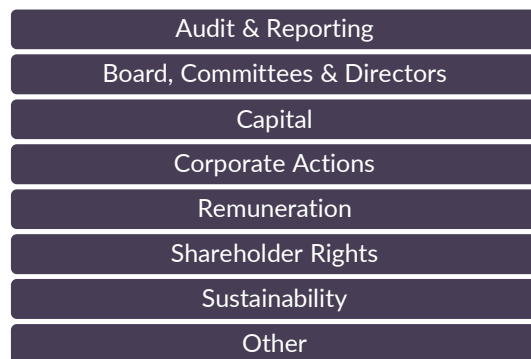 Audit & Reporting
Board, Committees & Directors
Capital
Corporate Actions
Remuneration
Shareholder Rights
Sustainability
Other